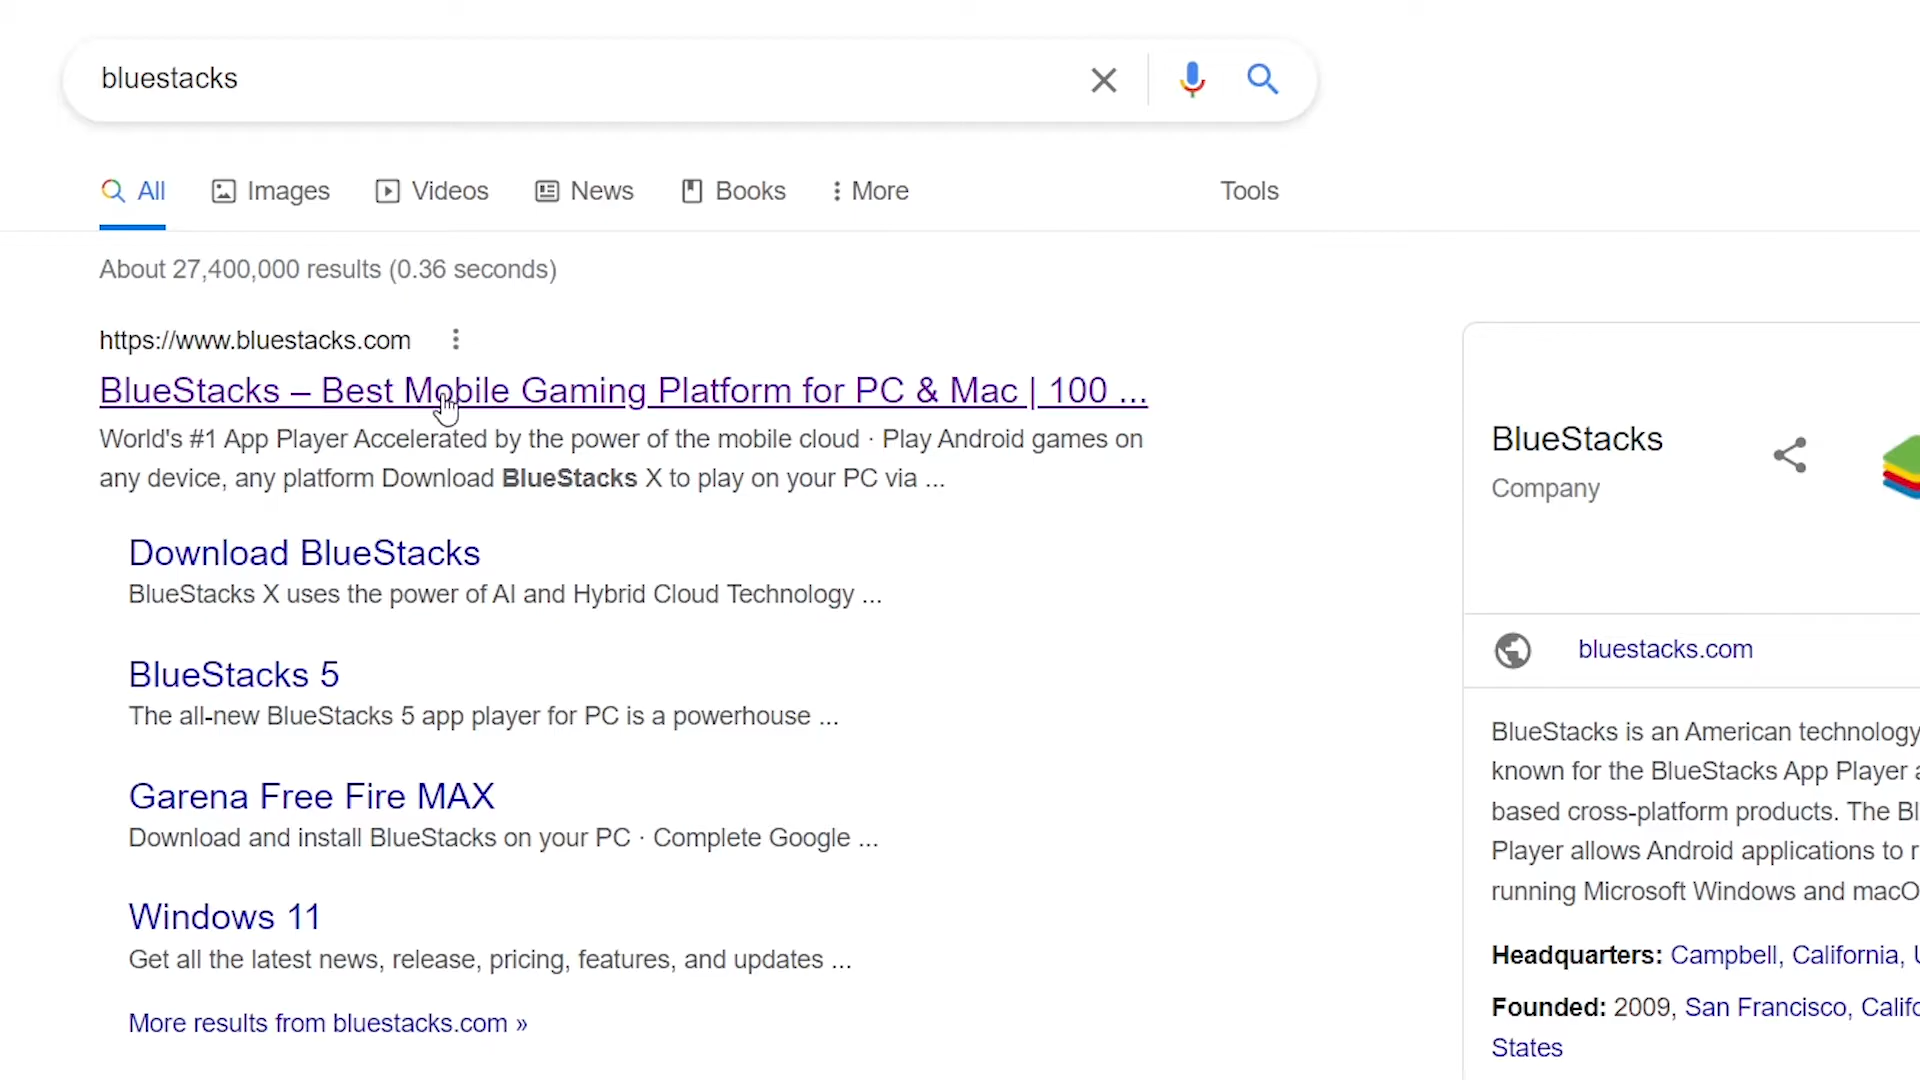 bluestacks
All Images Videos News Books More Tools
About 27,400,000 results (0.36 seconds)
https://www.bluestacks.com
BlueStacks – Best Mobile Gaming Platform for PC & Mac | 100 ...
World's #1 App Player Accelerated by the power of the mobile cloud · Play Android games on
any device, any platform Download BlueStacks X to play on your PC via ...
Download BlueStacks
BlueStacks X uses the power of AI and Hybrid Cloud Technology ...
BlueStacks 5
The all-new BlueStacks 5 app player for PC is a powerhouse ...
Garena Free Fire MAX
Download and install BlueStacks on your PC · Complete Google ...
Windows 11
Get all the latest news, release, pricing, features, and updates ...
More results from bluestacks.com »
BlueStacks
Company
bluestacks.com
BlueStacks is an American technology
known for the BlueStacks App Player
based cross-platform products. The
Player allows Android applications to
running Microsoft Windows and
Headquarters: Campbell, California,
Founded: 2009, San Francisco,
States